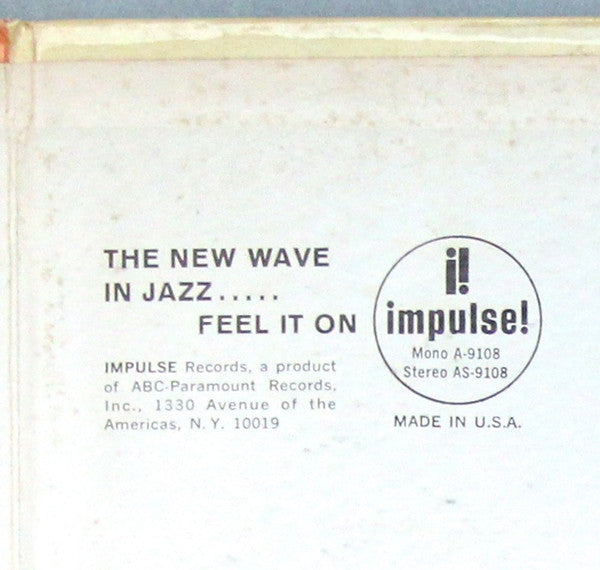 THE NEW WAVE
IN JAZZ.....
FEEL IT ON
i!
impulse!
Mono A-9108
Stereo AS-9108
IMPULSE Records, a product
of ABC-Paramount Records,
Inc., 1330 Avenue of the
Americas, N.Y. 10019
MADE IN U.S.A.